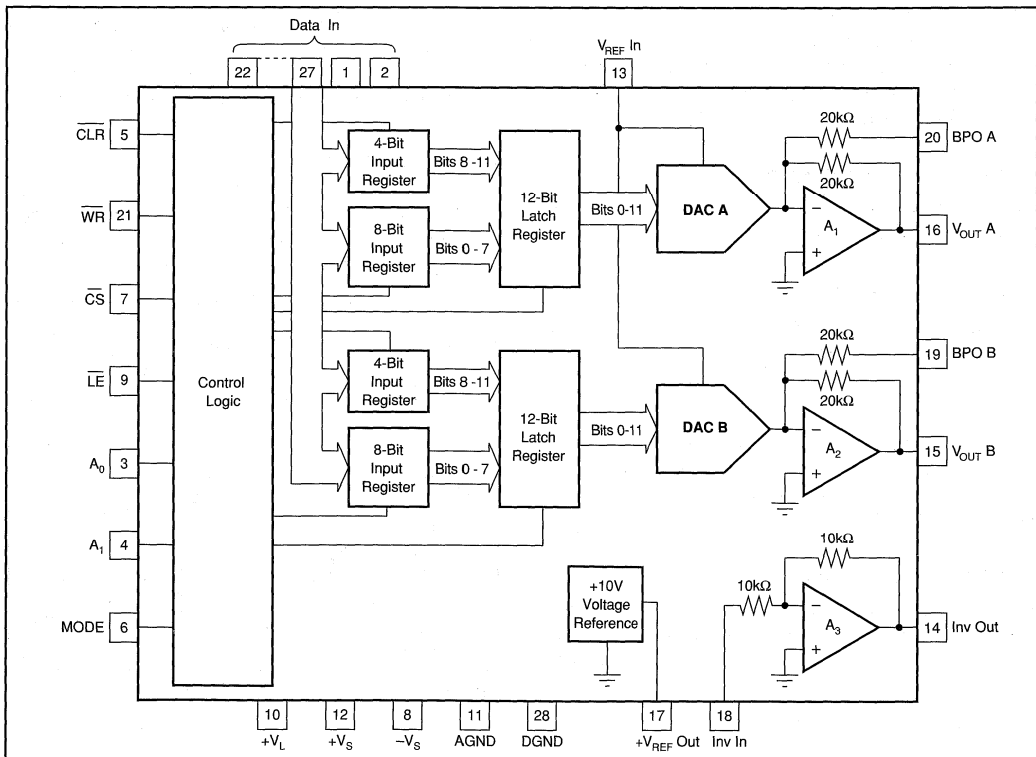 Data In
22 27 1 2
V_REF In
13
CLR 5
WR 21
CS 7
LE 9
A₀ 3
A₁ 4
MODE 6
Control
Logic
4-Bit
Input
Register
Bits 8 -11
8-Bit
Input
Register
Bits 0 - 7
12-Bit
Latch
Register
Bits 0-11
DAC A
20kΩ
20kΩ
20 BPO A
−
A₁
+
16 V_OUT A
4-Bit
Input
Register
Bits 8 -11
8-Bit
Input
Register
Bits 0 - 7
12-Bit
Latch
Register
Bits 0-11
DAC B
20kΩ
20kΩ
19 BPO B
−
A₂
+
15 V_OUT B
+10V
Voltage
Reference
10kΩ
10kΩ
−
A₃
+
14 Inv Out
10 12 8 11 28 17 18
+V_L +V_S −V_S AGND DGND +V_REF Out Inv In